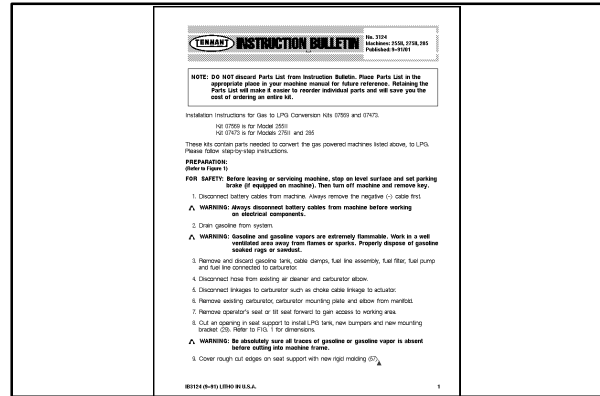 TENNANT INSTRUCTION BULLETIN
No. 3124
Machines: 255II, 275II, 285
Published: 9-91/01
NOTE: DO NOT discard Parts List from Instruction Bulletin. Place Parts List in the
appropriate place in your machine manual for future reference. Retaining the
Parts List will make it easier to reorder individual parts and will save you the
cost of ordering an entire kit.
Installation Instructions for Gas to LPG Conversion Kits 07569 and 07473.
Kit 07569 is for Model 255II
Kit 07473 is for Models 275II and 285
These kits contain parts needed to convert the gas powered machines listed above, to LPG.
Please follow step-by-step instructions.
PREPARATION:
(Refer to Figure 1)
FOR SAFETY: Before leaving or servicing machine, stop on level surface and set parking
brake (if equipped on machine). Then turn off machine and remove key.
1. Disconnect battery cables from machine. Always remove the negative (-) cable first.
WARNING: Always disconnect battery cables from machine before working
on electrical components.
2. Drain gasoline from system.
WARNING: Gasoline and gasoline vapors are extremely flammable. Work in a well
ventilated area away from flames or sparks. Properly dispose of gasoline
soaked rags or sawdust.
3. Remove and discard gasoline tank, cable clamps, fuel line assembly, fuel filter, fuel pump
and fuel line connected to carburetor.
4. Disconnect hose from existing air cleaner and carburetor elbow.
5. Disconnect linkages to carburetor such as choke cable linkage to actuator.
6. Remove existing carburetor, carburetor mounting plate and elbow from manifold.
7. Remove operator's seat or tilt seat forward to gain access to working area.
8. Cut an opening in seat support to install LPG tank, new bumpers and new mounting
bracket (29). Refer to FIG. 1 for dimensions.
WARNING: Be absolutely sure all traces of gasoline or gasoline vapor is absent
before cutting into machine frame.
9. Cover rough cut edges on seat support with new rigid molding (57).
IB3124 (9-91) LITHO IN U.S.A.
1